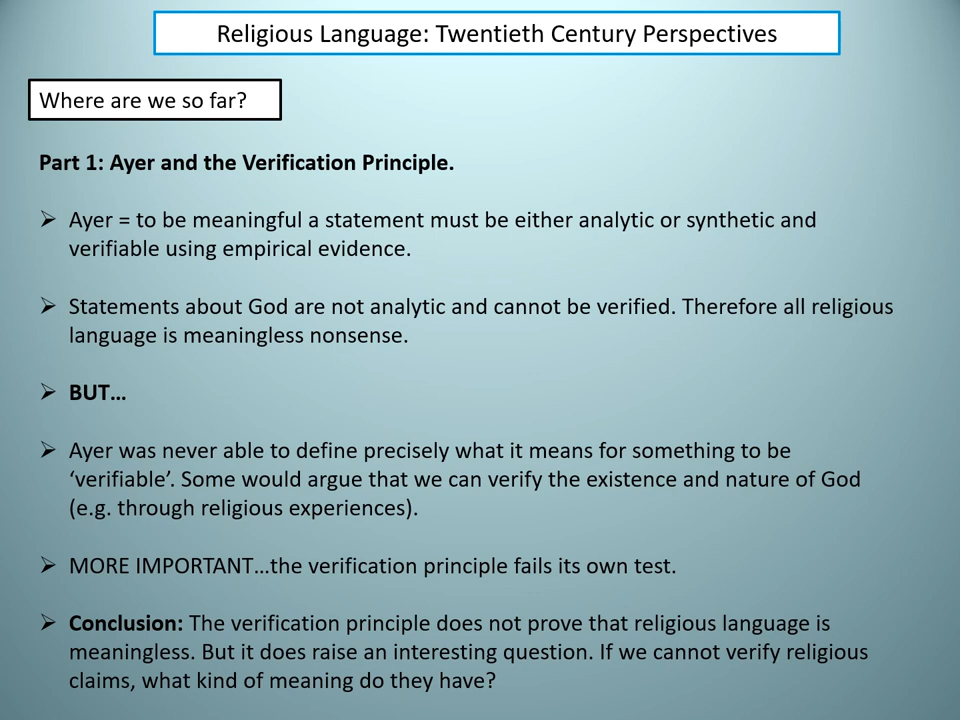 Religious Language: Twentieth Century Perspectives
Where are we so far?
Part 1: Ayer and the Verification Principle.
➢ Ayer = to be meaningful a statement must be either analytic or synthetic and
verifiable using empirical evidence.
➢ Statements about God are not analytic and cannot be verified. Therefore all religious
language is meaningless nonsense.
➢ BUT…
➢ Ayer was never able to define precisely what it means for something to be
‘verifiable’. Some would argue that we can verify the existence and nature of God
(e.g. through religious experiences).
➢ MORE IMPORTANT…the verification principle fails its own test.
➢ Conclusion: The verification principle does not prove that religious language is
meaningless. But it does raise an interesting question. If we cannot verify religious
claims, what kind of meaning do they have?